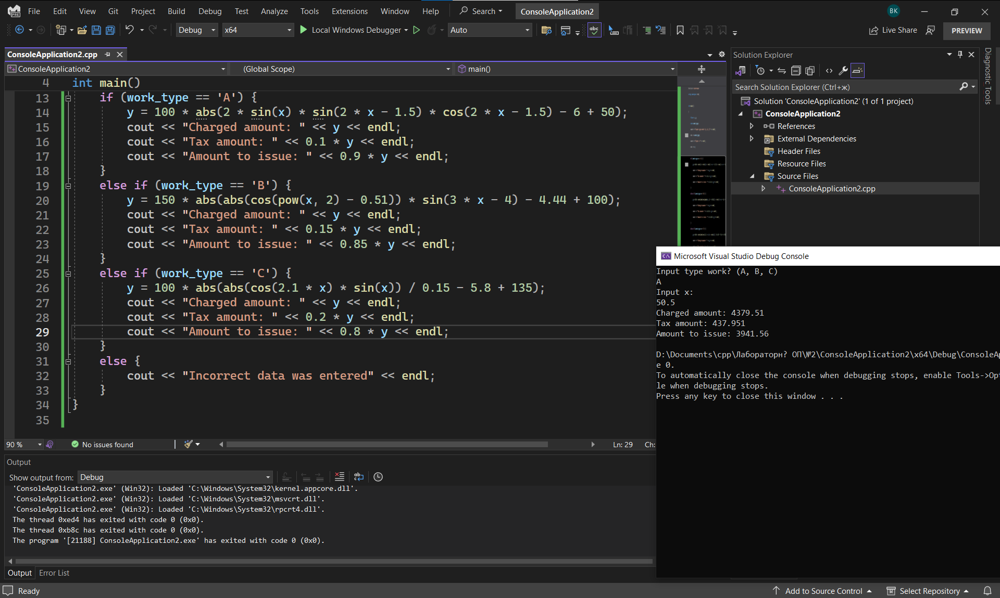 File Edit View Git Project Build Debug Test Analyze Tools Extensions Window Help Search ConsoleApplication2 BK
Debug x64 Local Windows Debugger Auto Live Share PREVIEW
ConsoleApplication2.cpp
ConsoleApplication2 (Global Scope) main()
4 int main()
13 if (work_type == 'A') {
14 y = 100 * abs(2 * sin(x) * sin(2 * x - 1.5) * cos(2 * x - 1.5) - 6 + 50);
15 cout << "Charged amount: " << y << endl;
16 cout << "Tax amount: " << 0.1 * y << endl;
17 cout << "Amount to issue: " << 0.9 * y << endl;
18 }
19 else if (work_type == 'B') {
20 y = 150 * abs(abs(cos(pow(x, 2) - 0.51)) * sin(3 * x - 4) - 4.44 + 100);
21 cout << "Charged amount: " << y << endl;
22 cout << "Tax amount: " << 0.15 * y << endl;
23 cout << "Amount to issue: " << 0.85 * y << endl;
24 }
25 else if (work_type == 'C') {
26 y = 100 * abs(abs(cos(2.1 * x) * sin(x)) / 0.15 - 5.8 + 135);
27 cout << "Charged amount: " << y << endl;
28 cout << "Tax amount: " << 0.2 * y << endl;
29 cout << "Amount to issue: " << 0.8 * y << endl;
30 }
31 else {
32 cout << "Incorrect data was entered" << endl;
33 }
34 }
35
90 % No issues found Ln: 29 Ch:
Output
Show output from: Debug
'ConsoleApplication2.exe' (Win32): Loaded 'C:\Windows\System32\kernel.appcore.dll'.
'ConsoleApplication2.exe' (Win32): Loaded 'C:\Windows\System32\msvcrt.dll'.
'ConsoleApplication2.exe' (Win32): Loaded 'C:\Windows\System32\rpcrt4.dll'.
The thread 0xed4 has exited with code 0 (0x0).
The thread 0xb8c has exited with code 0 (0x0).
The program '[21188] ConsoleApplication2.exe' has exited with code 0 (0x0).
Output Error List
Solution Explorer
Search Solution Explorer (Ctrl+ж)
Solution 'ConsoleApplication2' (1 of 1 project)
ConsoleApplication2
References
External Dependencies
Header Files
Resource Files
Source Files
ConsoleApplication2.cpp
Diagnostic Tools
Microsoft Visual Studio Debug Console
Input type work? (A, B, C)
A
Input x:
50.5
Charged amount: 4379.51
Tax amount: 437.951
Amount to issue: 3941.56
D:\Documents\cpp\Лабораторн? ОП\№2\ConsoleApplication2\x64\Debug\ConsoleAp
e 0.
To automatically close the console when debugging stops, enable Tools->Opt
le when debugging stops.
Press any key to close this window . . .
Ready Add to Source Control Select Repository